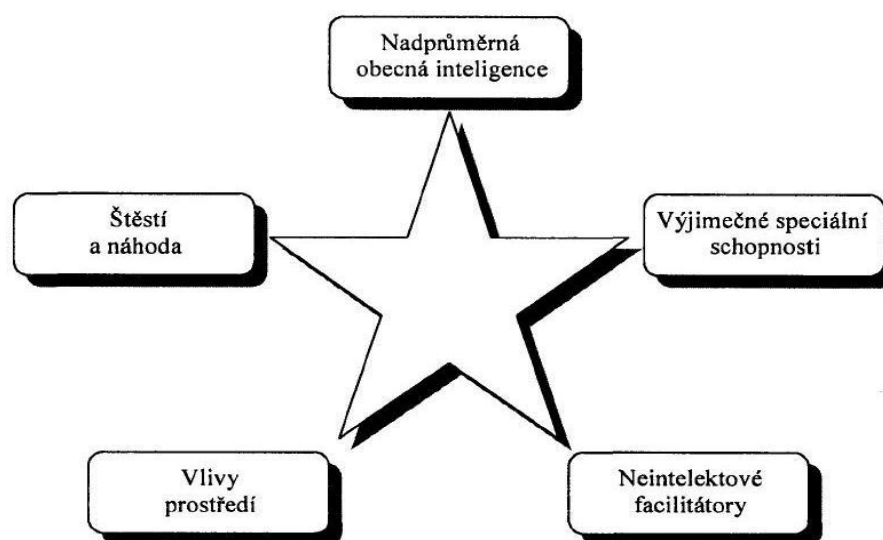 Nadprůměrná
obecná inteligence
Štěstí
a náhoda
Výjimečné speciální
schopnosti
Vlivy
prostředí
Neintelektové
facilitátory